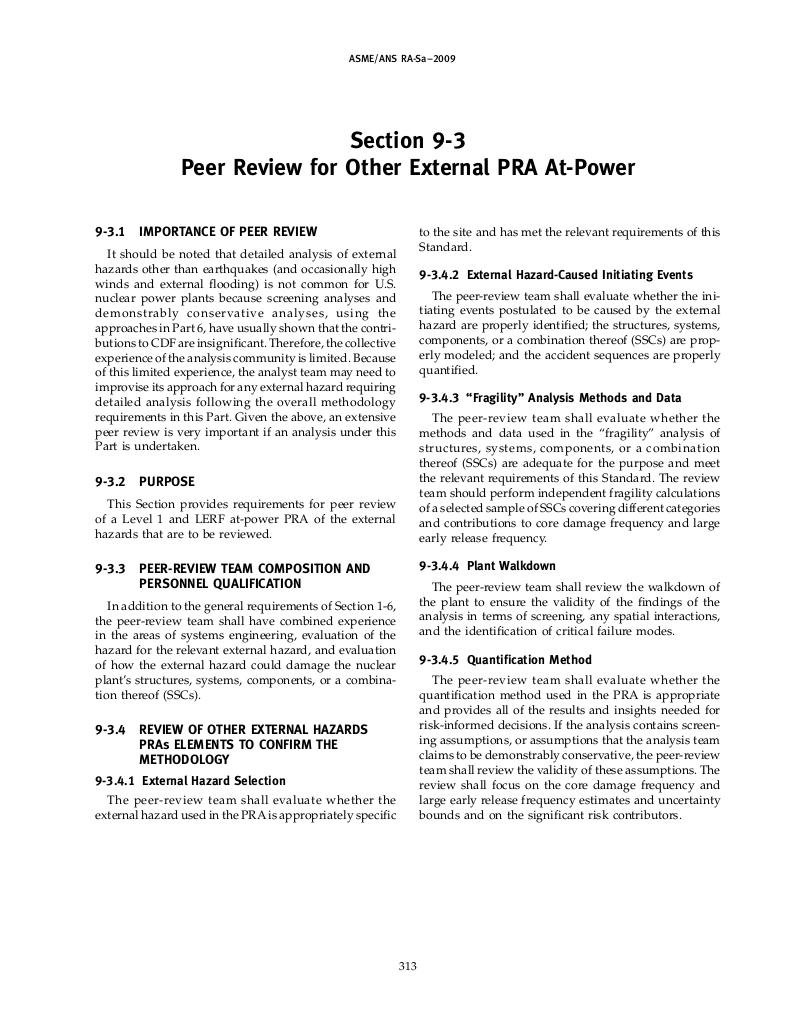 ASME/ANS RA-Sa–2009
Section 9-3
Peer Review for Other External PRA At-Power
9-3.1 IMPORTANCE OF PEER REVIEW
It should be noted that detailed analysis of external
hazards other than earthquakes (and occasionally high
winds and external flooding) is not common for U.S.
nuclear power plants because screening analyses and
demonstrably conservative analyses, using the
approaches in Part 6, have usually shown that the contri-
butions to CDF are insignificant. Therefore, the collective
experience of the analysis community is limited. Because
of this limited experience, the analyst team may need to
improvise its approach for any external hazard requiring
detailed analysis following the overall methodology
requirements in this Part. Given the above, an extensive
peer review is very important if an analysis under this
Part is undertaken.
9-3.2 PURPOSE
This Section provides requirements for peer review
of a Level 1 and LERF at-power PRA of the external
hazards that are to be reviewed.
9-3.3 PEER-REVIEW TEAM COMPOSITION AND
PERSONNEL QUALIFICATION
In addition to the general requirements of Section 1-6,
the peer-review team shall have combined experience
in the areas of systems engineering, evaluation of the
hazard for the relevant external hazard, and evaluation
of how the external hazard could damage the nuclear
plant's structures, systems, components, or a combina-
tion thereof (SSCs).
9-3.4 REVIEW OF OTHER EXTERNAL HAZARDS
PRAs ELEMENTS TO CONFIRM THE
METHODOLOGY
9-3.4.1 External Hazard Selection
The peer-review team shall evaluate whether the
external hazard used in the PRA is appropriately specific
to the site and has met the relevant requirements of this
Standard.
9-3.4.2 External Hazard-Caused Initiating Events
The peer-review team shall evaluate whether the ini-
tiating events postulated to be caused by the external
hazard are properly identified; the structures, systems,
components, or a combination thereof (SSCs) are prop-
erly modeled; and the accident sequences are properly
quantified.
9-3.4.3 “Fragility” Analysis Methods and Data
The peer-review team shall evaluate whether the
methods and data used in the “fragility” analysis of
structures, systems, components, or a combination
thereof (SSCs) are adequate for the purpose and meet
the relevant requirements of this Standard. The review
team should perform independent fragility calculations
of a selected sample of SSCs covering different categories
and contributions to core damage frequency and large
early release frequency.
9-3.4.4 Plant Walkdown
The peer-review team shall review the walkdown of
the plant to ensure the validity of the findings of the
analysis in terms of screening, any spatial interactions,
and the identification of critical failure modes.
9-3.4.5 Quantification Method
The peer-review team shall evaluate whether the
quantification method used in the PRA is appropriate
and provides all of the results and insights needed for
risk-informed decisions. If the analysis contains screen-
ing assumptions, or assumptions that the analysis team
claims to be demonstrably conservative, the peer-review
team shall review the validity of these assumptions. The
review shall focus on the core damage frequency and
large early release frequency estimates and uncertainty
bounds and on the significant risk contributors.
313